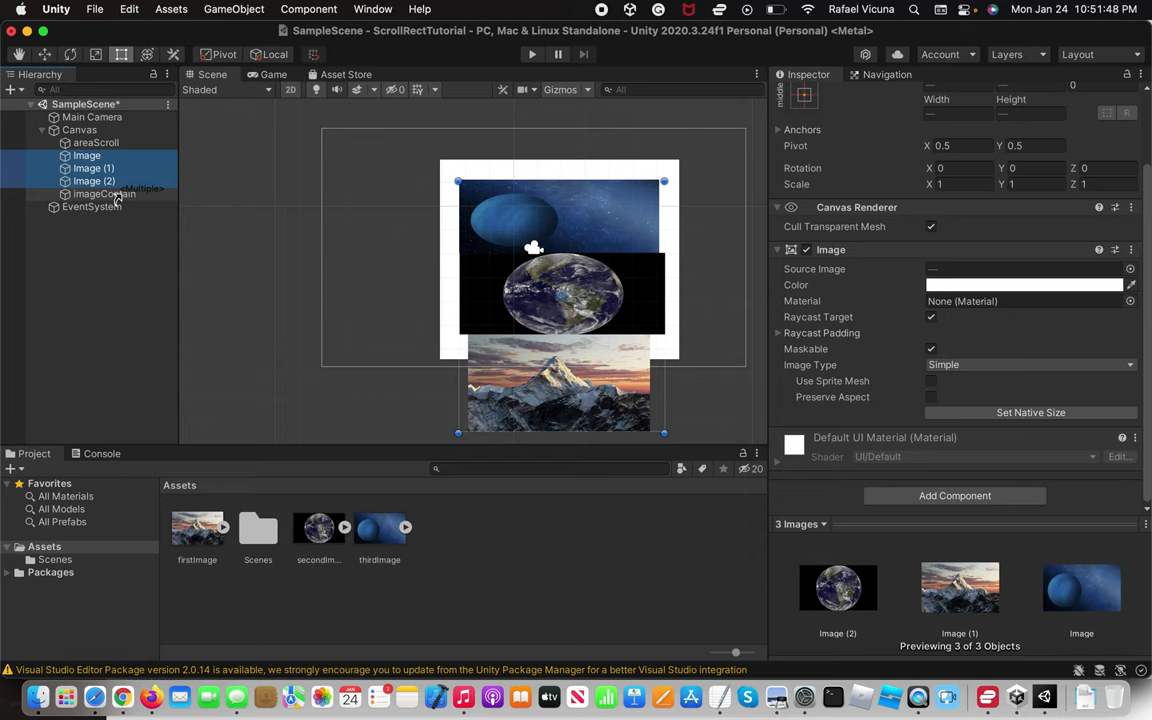 Unity File Edit Assets GameObject Component Window Help Rafael Vicuna Mon Jan 24 10:51:48 PM
SampleScene - ScrollRectTutorial - PC, Mac & Linux Standalone - Unity 2020.3.24f1 Personal (Personal) <Metal>
Pivot Local Account Layers Layout
Hierarchy Scene Game Asset Store Inspector Navigation
All Shaded 2D 0 Gizmos All
SampleScene*
Main Camera
Canvas
areaScroll
Image
Image (1)
Image (2)
<Multiple>
EventSystem
middle
0
Width Height
— —
R
Anchors
Pivot X 0.5 Y 0.5
Rotation X 0 Y 0 Z 0
Scale X 1 Y 1 Z 1
Canvas Renderer
Cull Transparent Mesh
Image
Source Image —
Color
Material None (Material)
Raycast Target
Raycast Padding
Maskable
Image Type Simple
Use Sprite Mesh
Preserve Aspect
Set Native Size
Default UI Material (Material)
Shader UI/Default Edit...
Add Component
3 Images
Image (2) Image (1) Image
Previewing 3 of 3 Objects
Project Console
20
Favorites
All Materials
All Models
All Prefabs
Assets
Scenes
Packages
Assets
firstImage Scenes secondIm... thirdImage
Visual Studio Editor Package version 2.0.14 is available, we strongly encourage you to update from the Unity Package Manager for a better Visual Studio integration